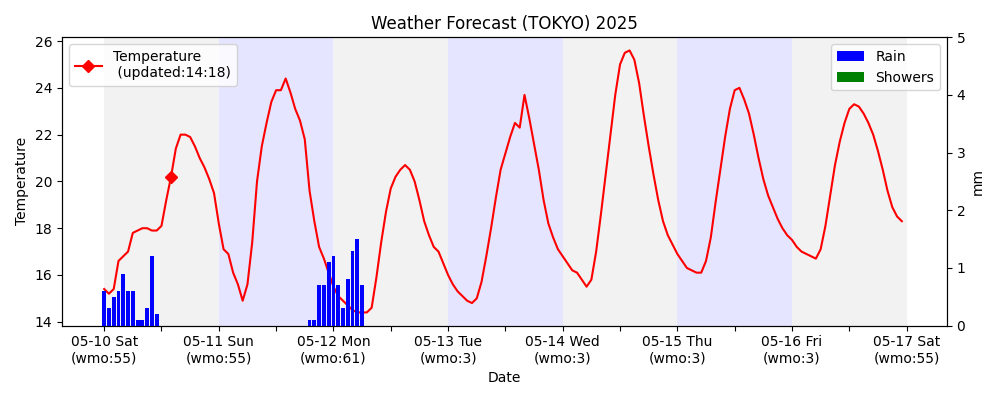 Weather Forecast (TOKYO) 2025
Temperature
(updated:14:18)
Rain
Showers
26
24
22
20
18
16
14
Temperature
5
4
3
2
1
0
mm
05-10 Sat
(wmo:55)
05-11 Sun
(wmo:55)
05-12 Mon
(wmo:61)
05-13 Tue
(wmo:3)
05-14 Wed
(wmo:3)
05-15 Thu
(wmo:3)
05-16 Fri
(wmo:3)
05-17 Sat
(wmo:55)
Date